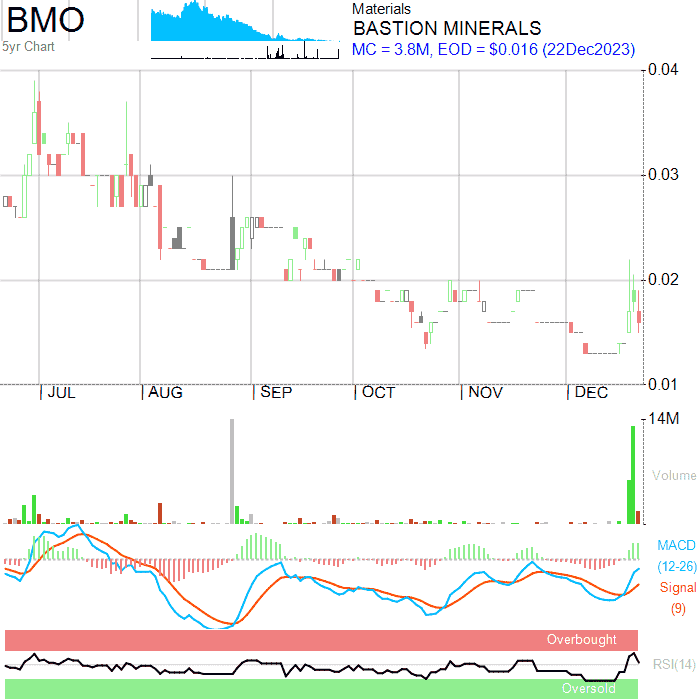 BMO
5yr Chart
Materials
BASTION MINERALS
MC = 3.8M, EOD = $0.016 (22Dec2023)
0.04
0.03
0.02
0.01
JUL
AUG
SEP
OCT
NOV
DEC
14M
Volume
MACD
(12-26)
Signal
(9)
Overbought
RSI(14)
Oversold